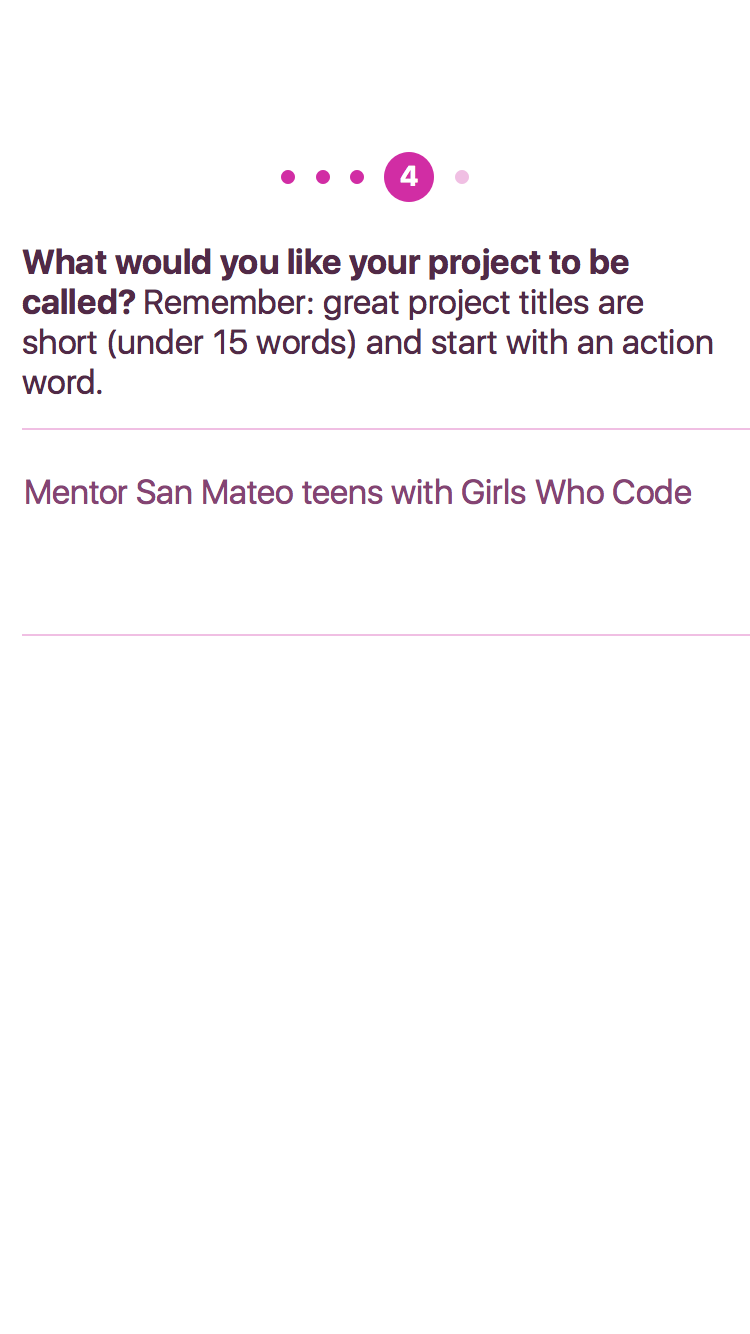 4
What would you like your project to be
called? Remember: great project titles are
short (under 15 words) and start with an action
word.
Mentor San Mateo teens with Girls Who Code